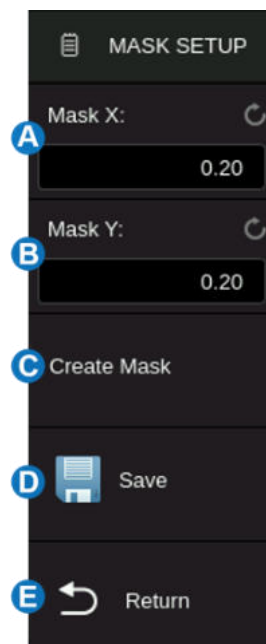 MASK SETUP
Mask X:
A
0.20
Mask Y:
B
0.20
C Create Mask
D Save
E Return